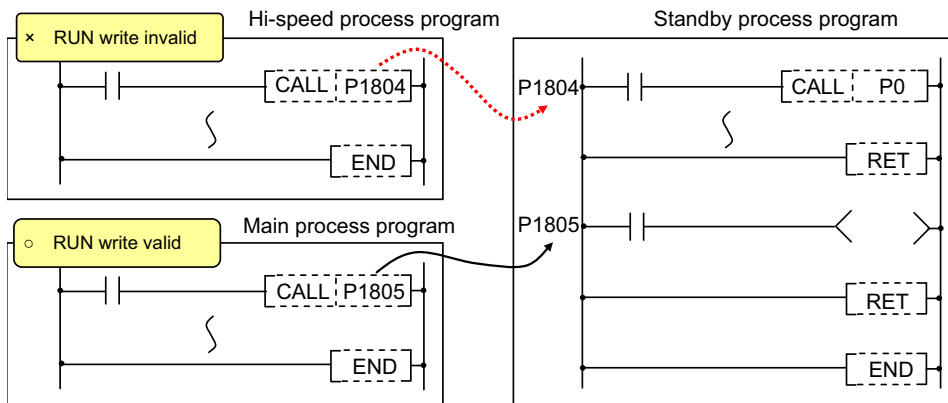 Hi-speed process program
× RUN write invalid
CALL P1804
END
Main process program
○ RUN write valid
CALL P1805
END
Standby process program
P1804
CALL P0
RET
P1805
RET
END